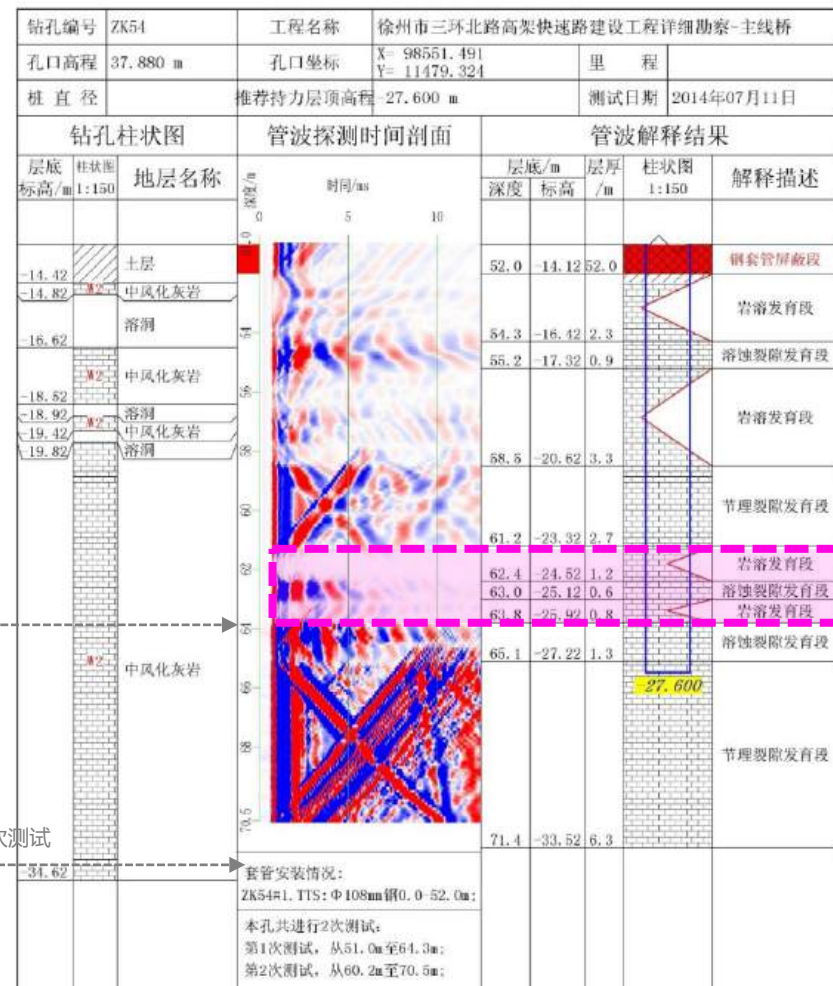 钻孔编号 ZK54 工程名称 徐州市三环北路高架快速路建设工程详细勘察-主线桥
孔口高程 37.880 m 孔口坐标 X= 98551.491 Y= 11479.324 里 程
桩 直 径 推荐持力层顶高程 -27.600 m 测试日期 2014年07月11日
钻孔柱状图 管波探测时间剖面 管波解释结果
层底标高/m 柱状图 1:150 地层名称 深度/m 时间/ms 层底/m 深度 标高 层厚/m 柱状图 1:150 解释描述
0 5 10
-14.42 土层
-14.82 W2 中风化灰岩
-16.62 溶洞
-18.52 W2 中风化灰岩
-18.92 溶洞
-19.42 W2 中风化灰岩
-19.82 溶洞
W2 中风化灰岩
-34.62
54
56
58
60
62
64
66
68
70.5
52.0 -14.12 52.0 钢套管屏蔽段
54.3 -16.42 2.3 岩溶发育段
55.2 -17.32 0.9 溶蚀裂隙发育段
58.5 -20.62 3.3 岩溶发育段
61.2 -23.32 2.7 节理裂隙发育段
62.4 -24.52 1.2 岩溶发育段
63.0 -25.12 0.6 溶蚀裂隙发育段
63.8 -25.92 0.8 岩溶发育段
65.1 -27.22 1.3 溶蚀裂隙发育段
-27.600
71.4 -33.52 6.3 节理裂隙发育段
次测试
套管安装情况:
ZK54#1.TTS:Φ108mm钢0.0-52.0m;
本孔共进行2次测试:
第1次测试，从51.0m至64.3m;
第2次测试，从60.2m至70.5m;